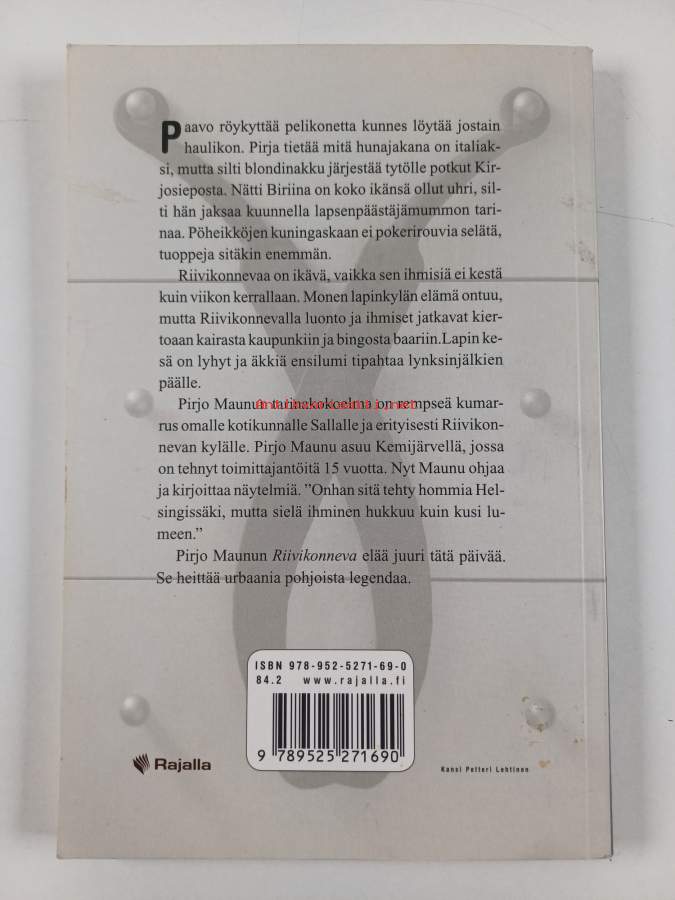 Paavo röykyttää pelikonetta kunnes löytää jostain
haulikon. Pirja tietää mitä hunajakana on italiak-
si, mutta silti blondinakku järjestää tytölle potkut Kir-
josieposta. Nätti Biriina on koko ikänsä ollut uhri, sil-
ti hän jaksaa kuunnella lapsenpäästäjämummon tari-
naa. Pöheikköjen kuningaskaan ei pokerirouvia selätä,
tuoppeja sitäkin enemmän.
Riivikonnevaa on ikävä, vaikka sen ihmisiä ei kestä
kuin viikon kerrallaan. Monen lapinkylän elämä ontuu,
mutta Riivikonnevalla luonto ja ihmiset jatkavat kier-
toaan kairasta kaupunkiin ja bingosta baariin.Lapin ke-
sä on lyhyt ja äkkiä ensilumi tipahtaa lynksinjälkien
päälle.
Pirjo Maunun tarinakokoelma on rempseä kumar-
rus omalle kotikunnalle Sallalle ja erityisesti Riivikon-
nevan kylälle. Pirjo Maunu asuu Kemijärvellä, jossa
on tehnyt toimittajantöitä 15 vuotta. Nyt Maunu ohjaa
ja kirjoittaa näytelmiä. ”Onhan sitä tehty hommia Hel-
singissäki, mutta sielä ihminen hukkuu kuin kusi lu-
meen.”
Pirjo Maunun Riivikonneva elää juuri tätä päivää.
Se heittää urbaania pohjoista legendaa.
ISBN 978-952-5271-69-0
84.2 www.rajalla.fi
9 789525 271690
Rajalla
Kansi Petteri Lehtinen